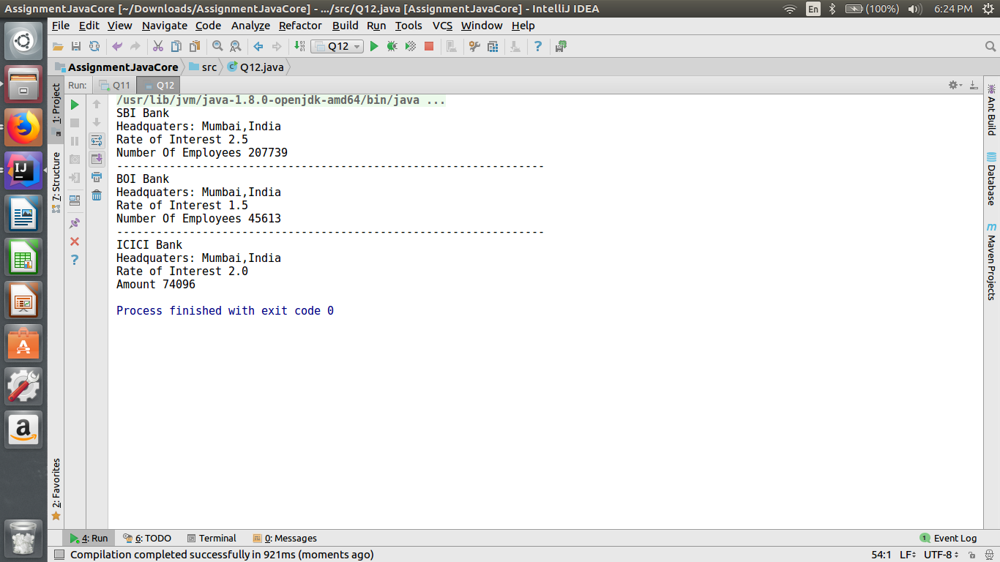 AssignmentJavaCore [~/Downloads/AssignmentJavaCore] - .../src/Q12.java [AssignmentJavaCore] - IntelliJ IDEA
En (100%) 6:24 PM
File Edit View Navigate Code Analyze Refactor Build Run Tools VCS Window Help
Q12
AssignmentJavaCore src Q12.java
Run: Q11 Q12
1: Project
7: Structure
2: Favorites
/usr/lib/jvm/java-1.8.0-openjdk-amd64/bin/java ...
SBI Bank
Headquaters: Mumbai,India
Rate of Interest 2.5
Number Of Employees 207739
-----------------------------------------------------------------
BOI Bank
Headquaters: Mumbai,India
Rate of Interest 1.5
Number Of Employees 45613
-----------------------------------------------------------------
ICICI Bank
Headquaters: Mumbai,India
Rate of Interest 2.0
Amount 74096
Process finished with exit code 0
Ant Build
Database
m Maven Projects
IJ
A
a
4: Run 6: TODO Terminal 0: Messages 1 Event Log
Compilation completed successfully in 921ms (moments ago) 54:1 LF UTF-8